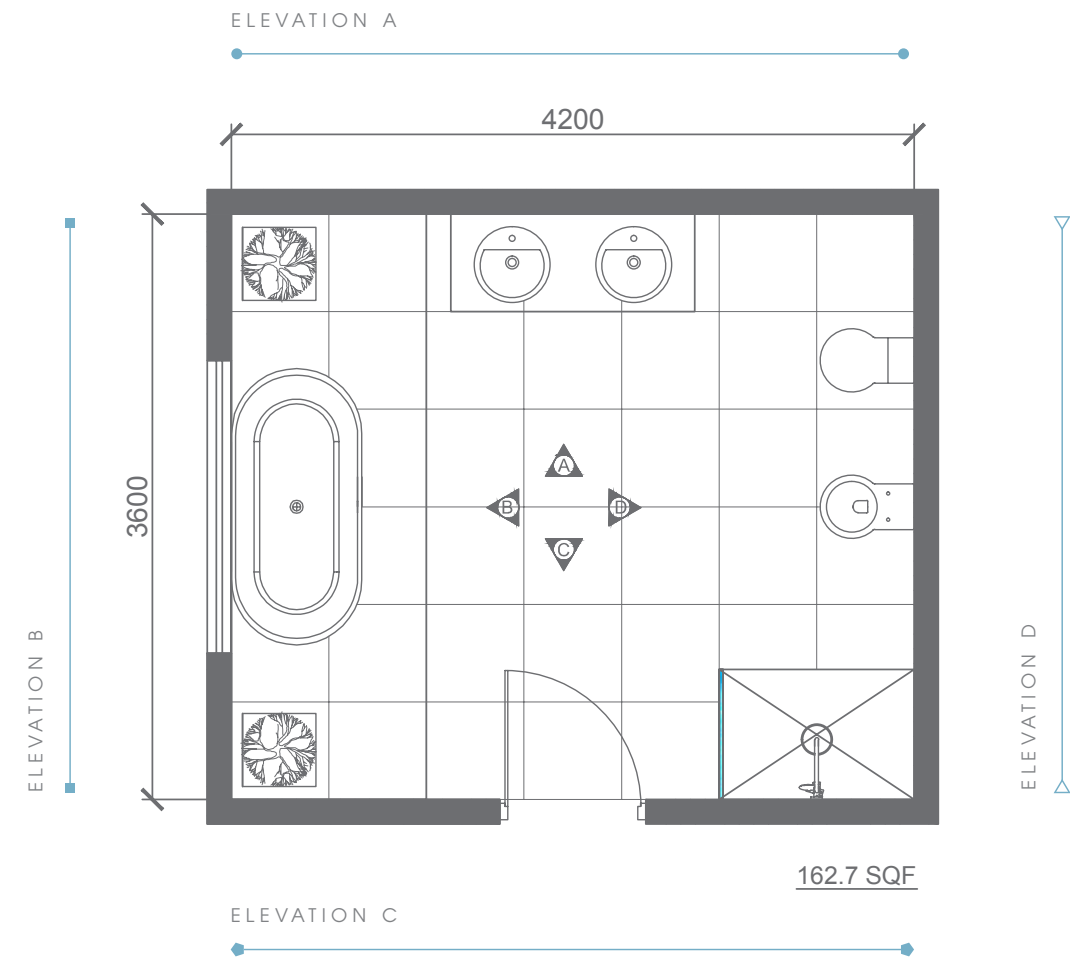 ELEVATION A
4200
3600
A
B
D
C
ELEVATION B
ELEVATION D
162.7 SQF
ELEVATION C